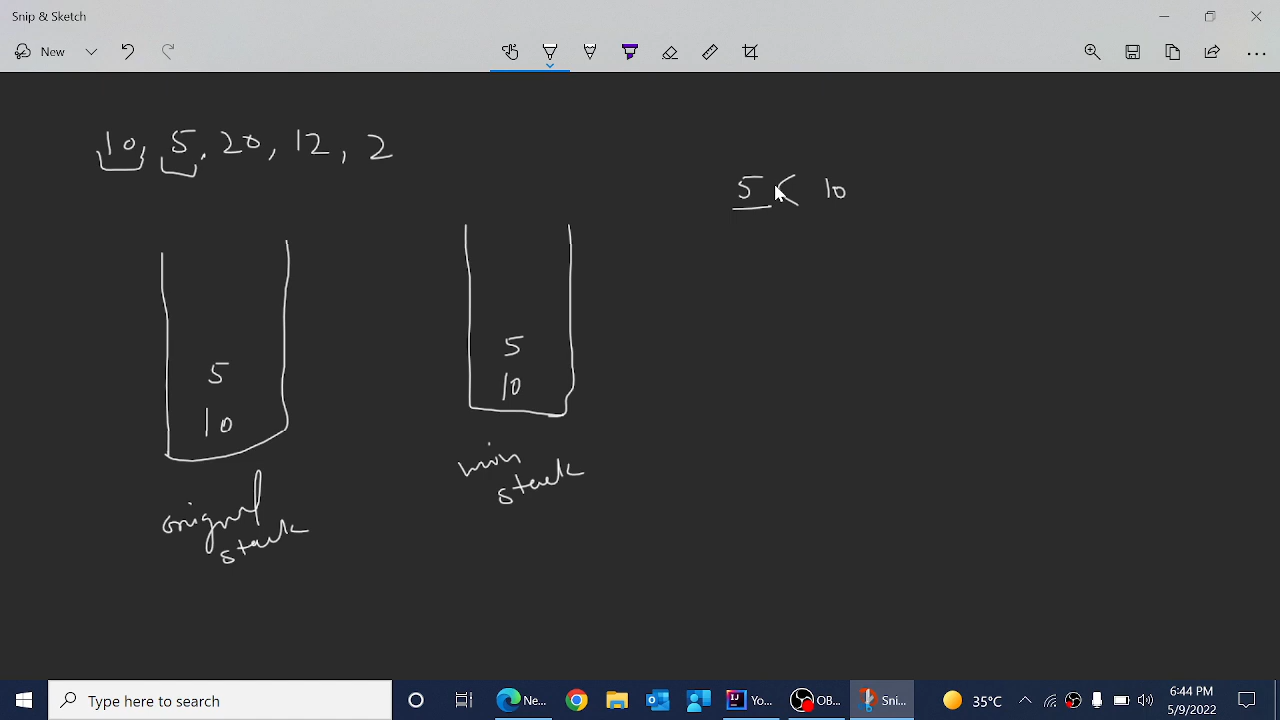 Snip & Sketch
New
10, 5, 20, 12, 2
5 < 10
5
10
5
10
original
stack
min
stack
Type here to search
Ne...
Yo...
OB...
Sni...
35°C
6:44 PM
5/9/2022